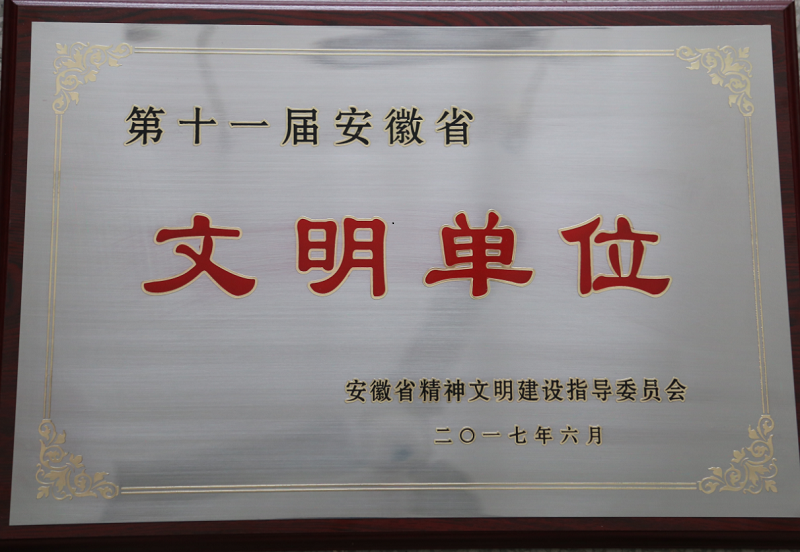 第十一届安徽省
文明单位
安徽省精神文明建设指导委员会
二〇一七年六月